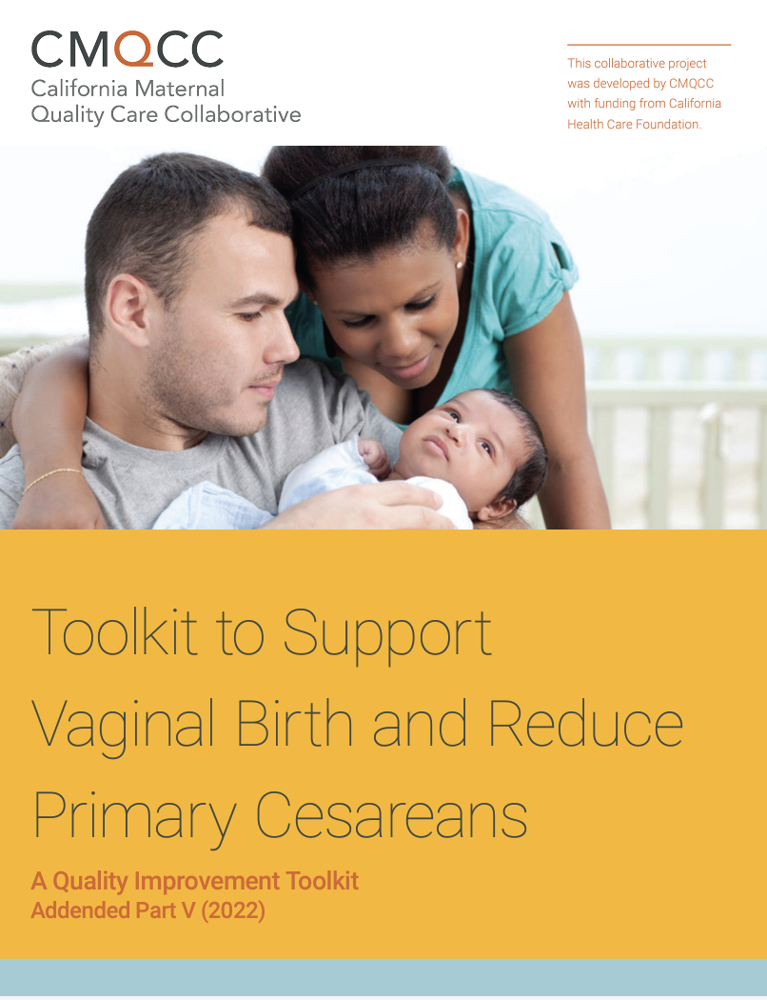 CMQCC
California Maternal
Quality Care Collaborative
This collaborative project
was developed by CMQCC
with funding from California
Health Care Foundation.
Toolkit to Support
Vaginal Birth and Reduce
Primary Cesareans
A Quality Improvement Toolkit
Addended Part V (2022)